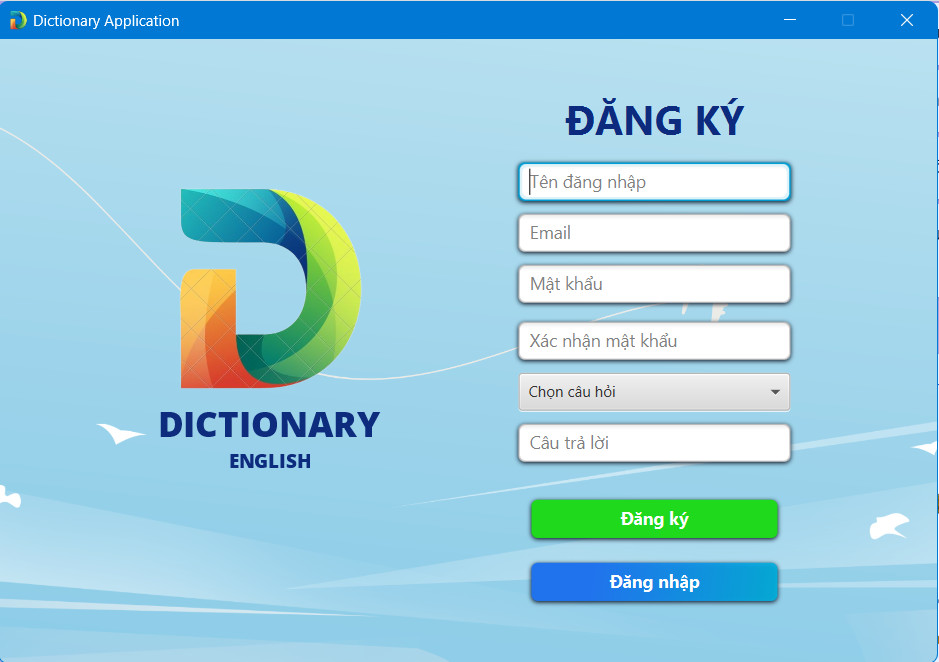 Dictionary Application
ĐĂNG KÝ
Tên đăng nhập
Email
Mật khẩu
Xác nhận mật khẩu
Chọn câu hỏi
Câu trả lời
Đăng ký
Đăng nhập
DICTIONARY
ENGLISH